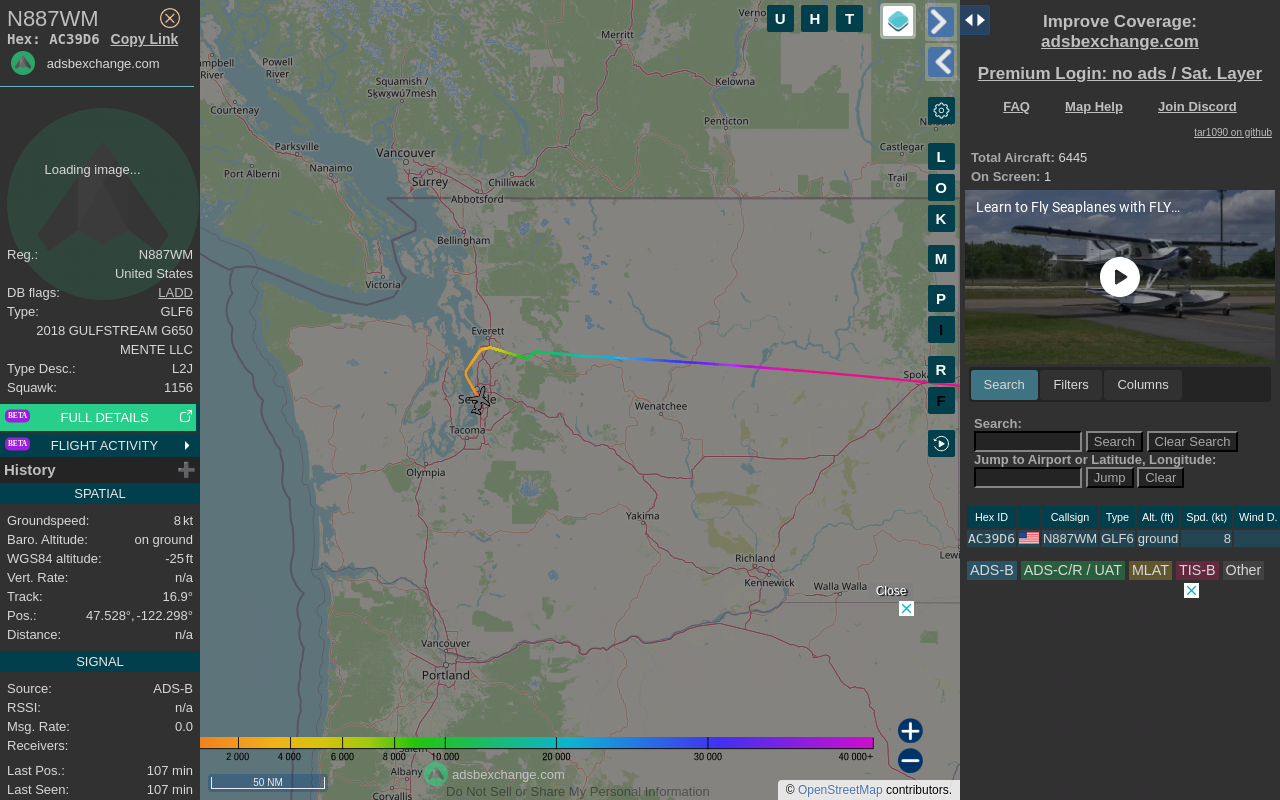 N887WM
Hex: AC39D6 Copy Link
adsbexchange.com
Loading image...
Reg.: N887WM
United States
DB flags: LADD
Type: GLF6
2018 GULFSTREAM G650
MENTE LLC
Type Desc.: L2J
Squawk: 1156
BETA FULL DETAILS
BETA FLIGHT ACTIVITY
History
SPATIAL
Groundspeed: 8 kt
Baro. Altitude: on ground
WGS84 altitude: -25 ft
Vert. Rate: n/a
Track: 16.9°
Pos.: 47.528°, -122.298°
Distance: n/a
SIGNAL
Source: ADS-B
RSSI: n/a
Msg. Rate: 0.0
Receivers:
Last Pos.: 107 min
Last Seen: 107 min
U H T
Merritt
Powell
River
River
Squamish /
Sḵwx̱wú7mesh
Kelowna
Courtenay
Penticton
Parksville
Vancouver
Castlegar
Nanaimo
Port Alberni
Surrey
Chilliwack
Trail
Abbotsford
Bellingham
Victoria
Everett
Wenatchee
Tacoma
Olympia
Yakima
Richland
Kennewick
Walla Walla
Vancouver
Portland
Albany
Corvallis
L
O
K
M
P
I
R
F
Close
2 000 4 000 6 000 8 000 10 000 20 000 30 000 40 000+
50 NM
adsbexchange.com
Do Not Sell or Share My Personal Information
© OpenStreetMap contributors.
Improve Coverage:
adsbexchange.com
Premium Login: no ads / Sat. Layer
FAQ Map Help Join Discord
tar1090 on github
Total Aircraft: 6445
On Screen: 1
Learn to Fly Seaplanes with FLY...
Search Filters Columns
Search:
Search Clear Search
Jump to Airport or Latitude, Longitude:
Jump Clear
Hex ID Callsign Type Alt. (ft) Spd. (kt) Wind D.
AC39D6 N887WM GLF6 ground 8
ADS-B ADS-C/R / UAT MLAT TIS-B Other